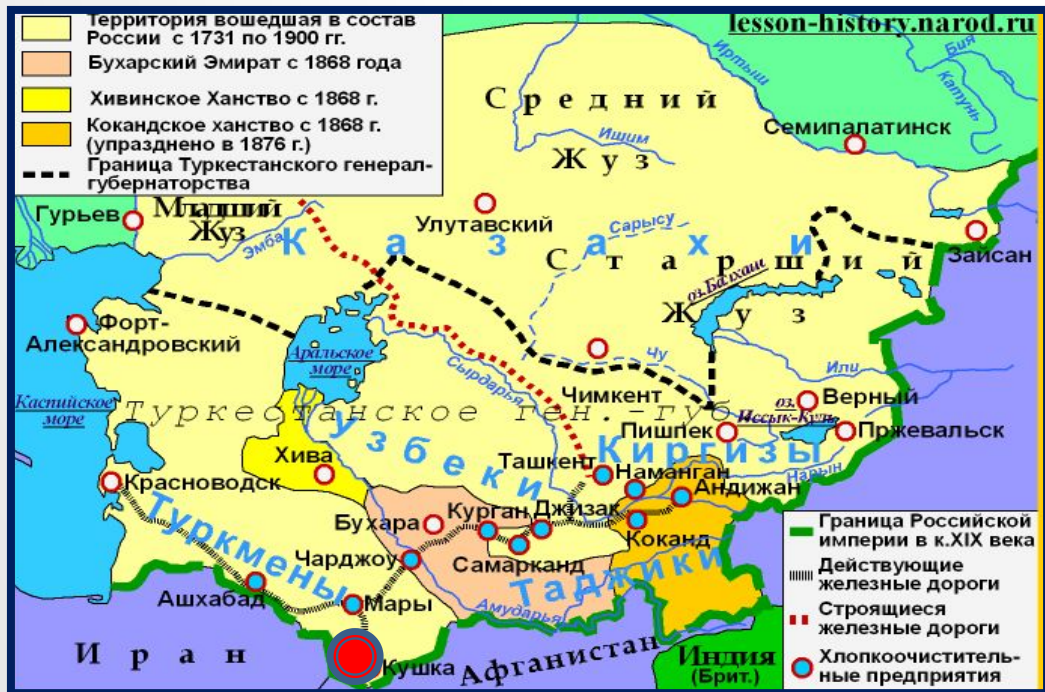 Территория вошедшая в состав
России с 1731 по 1900 гг.
Бухарский Эмират с 1868 года
Хивинское Ханство с 1868 г.
Кокандское ханство с 1868 г.
(упразднено в 1876 г.)
Граница Туркестанского генерал-
губернаторства
lesson-history.narod.ru
Иртыш
Бия
Катунь
Средний
Жуз
Ишим
Семипалатинск
Гурьев
Младший
Жуз
Эмба
Улутавский
Сарысу
Казахи
Старший
Жуз
оз.Балхаш
Зайсан
Форт-
Александровский
Аральское
море
Сырдарья
Чу
Или
Каспийское
море
Туркестанское ген.-губ
Чимкент
оз.
Иссык-Куль
Верный
Пишпек
Пржевальск
Узбеки
Киргизы
Нарын
Хива
Ташкент
Наманган
Андижан
Красноводск
Бухара
Курган
Джизак
Коканд
Туркмены
Чарджоу
Самарканд
Таджики
Ашхабад
Мары
Амударья
Кушка
Иран
Афганистан
Индия
(Брит.)
Граница Российской
империи в к.XIX века
Действующие
железные дороги
Строящиеся
железные дороги
Хлопкоочиститель-
ные предприятия